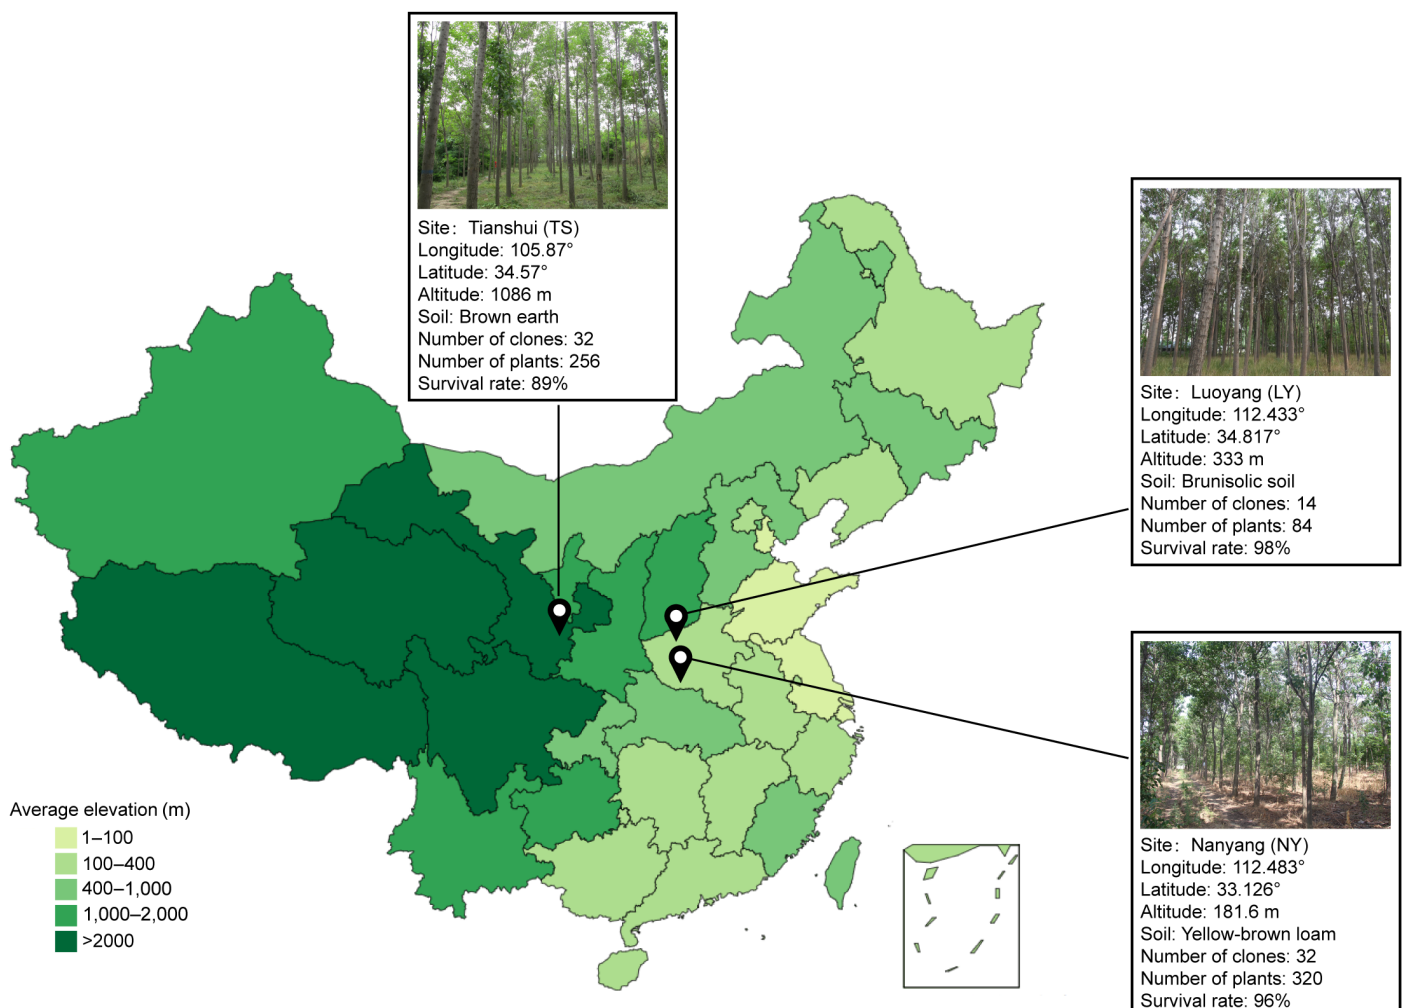 Site: Tianshui (TS)
Longitude: 105.87°
Latitude: 34.57°
Altitude: 1086 m
Soil: Brown earth
Number of clones: 32
Number of plants: 256
Survival rate: 89%
Site: Luoyang (LY)
Longitude: 112.433°
Latitude: 34.817°
Altitude: 333 m
Soil: Brunisolic soil
Number of clones: 14
Number of plants: 84
Survival rate: 98%
Site: Nanyang (NY)
Longitude: 112.483°
Latitude: 33.126°
Altitude: 181.6 m
Soil: Yellow-brown loam
Number of clones: 32
Number of plants: 320
Survival rate: 96%
Average elevation (m)
1–100
100–400
400–1,000
1,000–2,000
>2000